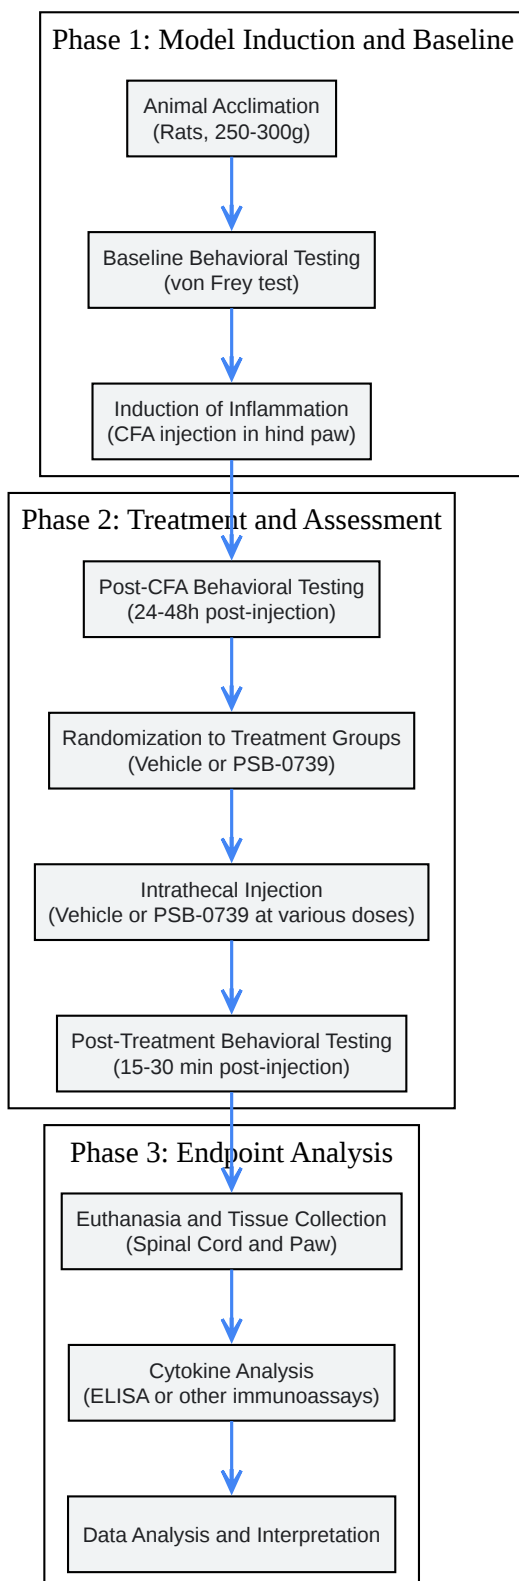 Phase 1: Model Induction and Baseline
Animal Acclimation
(Rats, 250-300g)
Baseline Behavioral Testing
(von Frey test)
Induction of Inflammation
(CFA injection in hind paw)
Phase 2: Treatment and Assessment
Post-CFA Behavioral Testing
(24-48h post-injection)
Randomization to Treatment Groups
(Vehicle or PSB-0739)
Intrathecal Injection
(Vehicle or PSB-0739 at various doses)
Post-Treatment Behavioral Testing
(15-30 min post-injection)
Phase 3: Endpoint Analysis
Euthanasia and Tissue Collection
(Spinal Cord and Paw)
Cytokine Analysis
(ELISA or other immunoassays)
Data Analysis and Interpretation